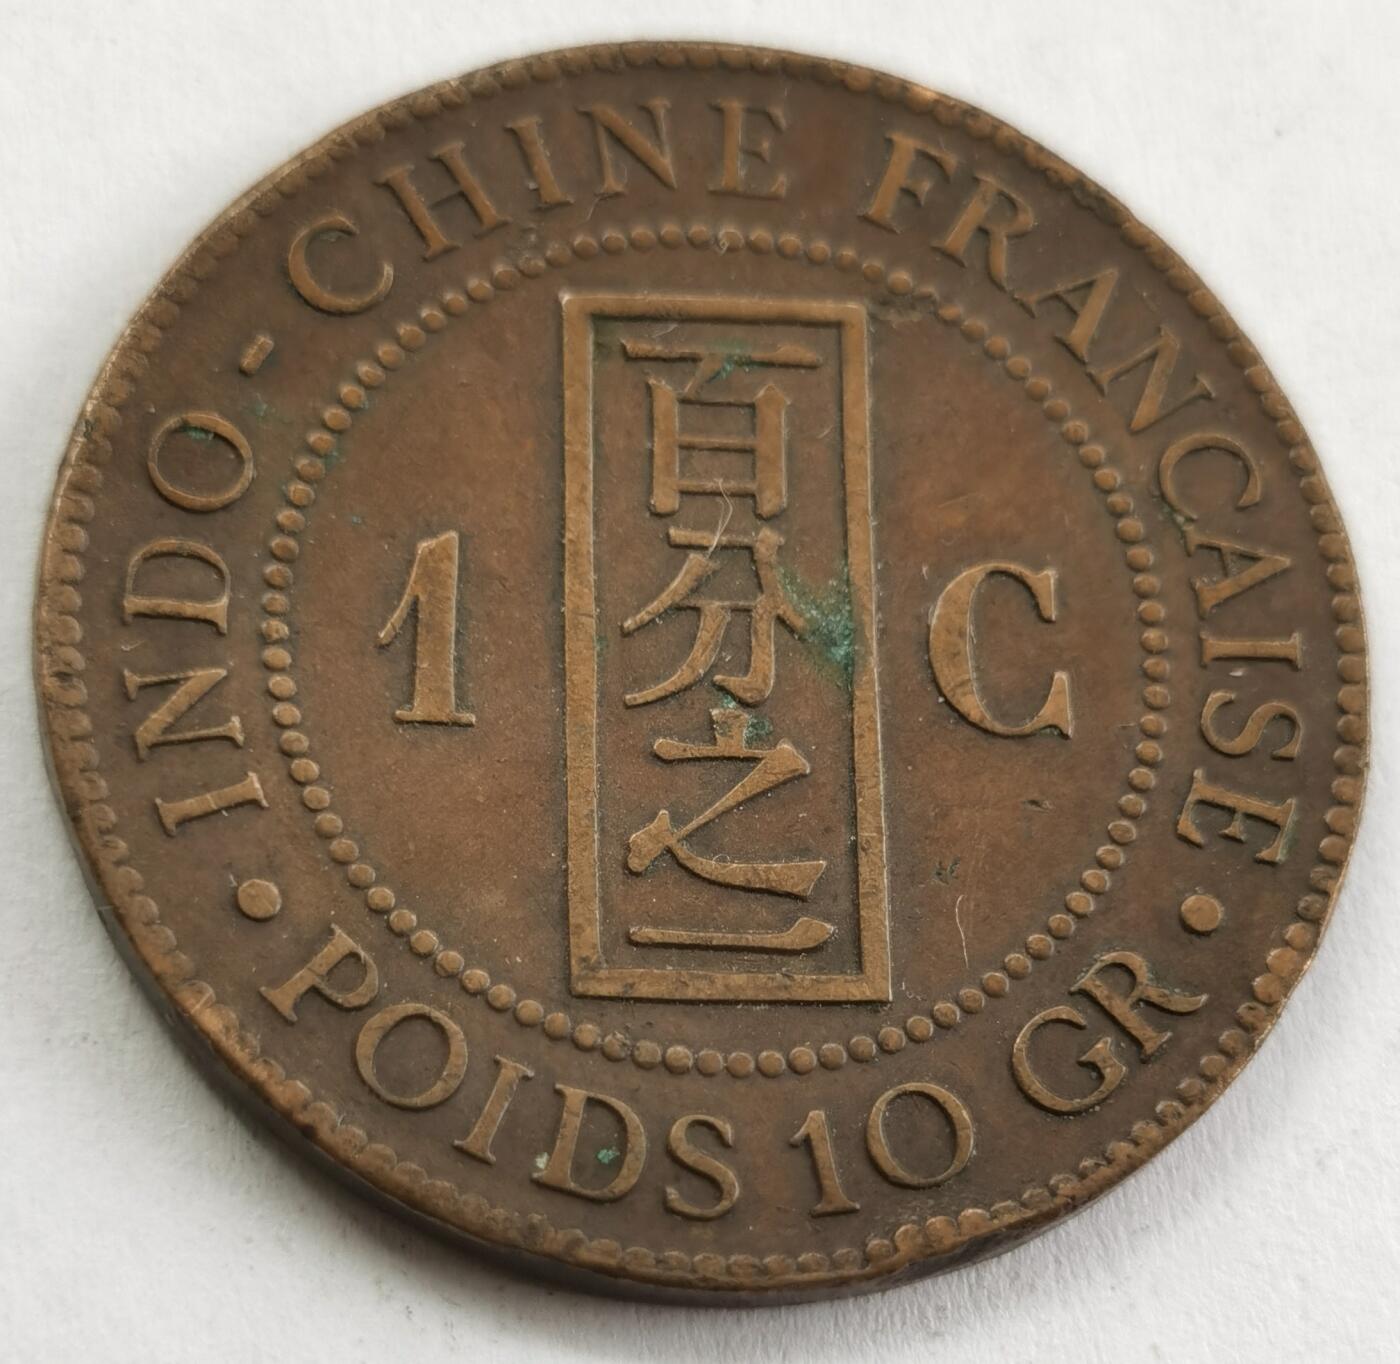 INDO-CHINE FRANCAISE
1
百分之一
C
• POIDS 10 GR •